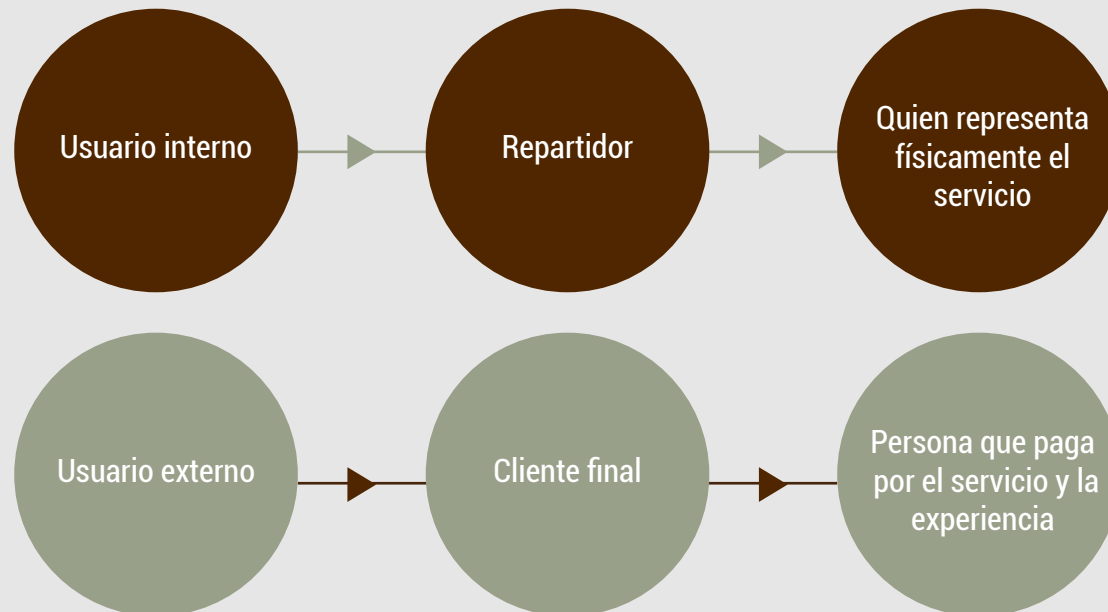 Usuario interno
Repartidor
Quien representa
físicamente el
servicio
Usuario externo
Cliente final
Persona que paga
por el servicio y la
experiencia